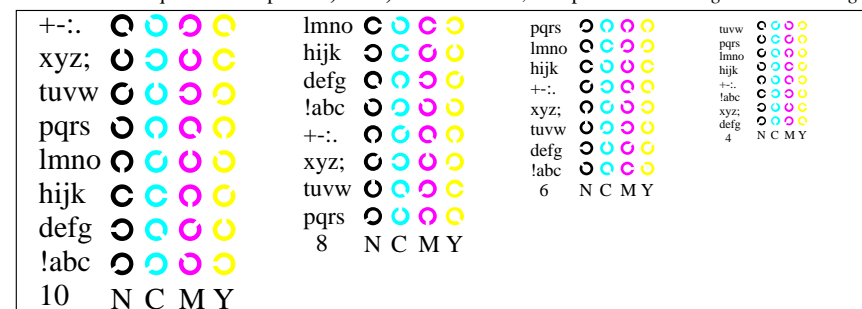 +-:.
xyz;
tuvw
pqrs
lmno
hijk
defg
!abc
10 N C M Y
lmno
hijk
defg
!abc
+-:.
xyz;
tuvw
pqrs
8 N C M Y
pqrs
lmno
hijk
+-:.
xyz;
tuvw
defg
!abc
6 N C M Y
tuvw
pqrs
lmno
hijk
+-:.
!abc
xyz;
defg
4 N C M Y